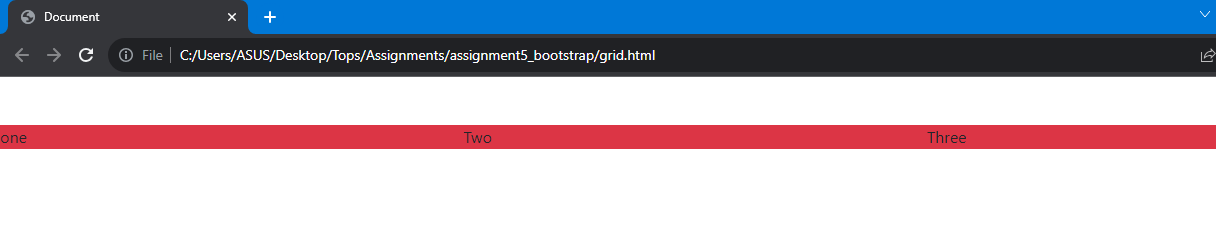 Document
File C:/Users/ASUS/Desktop/Tops/Assignments/assignment5_bootstrap/grid.html
one Two Three